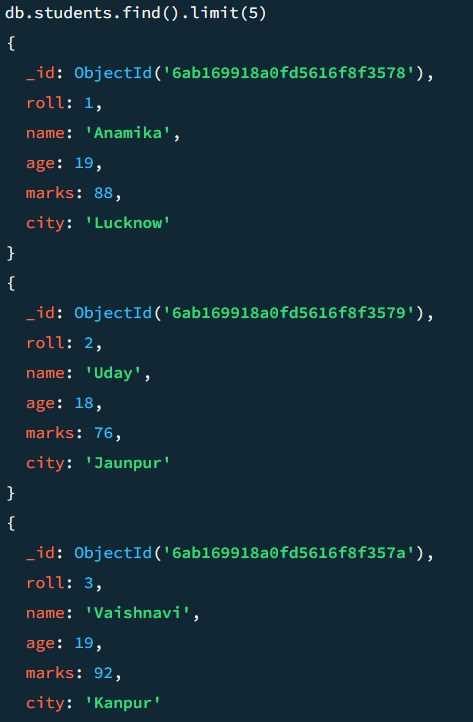 db.students.find().limit(5)
{
  _id: ObjectId('6ab169918a0fd5616f8f3578'),
  roll: 1,
  name: 'Anamika',
  age: 19,
  marks: 88,
  city: 'Lucknow'
}
{
  _id: ObjectId('6ab169918a0fd5616f8f3579'),
  roll: 2,
  name: 'Uday',
  age: 18,
  marks: 76,
  city: 'Jaunpur'
}
{
  _id: ObjectId('6ab169918a0fd5616f8f357a'),
  roll: 3,
  name: 'Vaishnavi',
  age: 19,
  marks: 92,
  city: 'Kanpur'